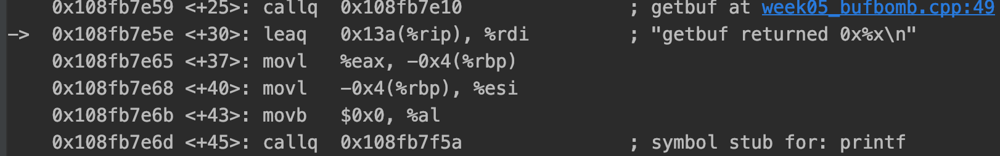 0x108fb7e59 <+25>: callq 0x108fb7e10 ; getbuf at week05_bufbomb.cpp:49
-> 0x108fb7e5e <+30>: leaq 0x13a(%rip), %rdi ; "getbuf returned 0x%x\n"
0x108fb7e65 <+37>: movl %eax, -0x4(%rbp)
0x108fb7e68 <+40>: movl -0x4(%rbp), %esi
0x108fb7e6b <+43>: movb $0x0, %al
0x108fb7e6d <+45>: callq 0x108fb7f5a ; symbol stub for: printf